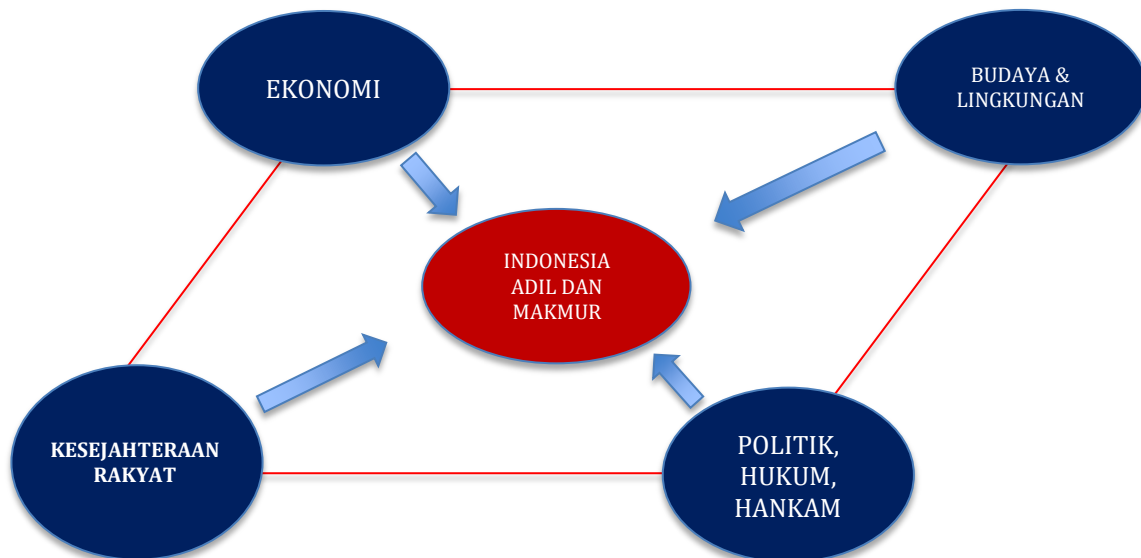 EKONOMI
BUDAYA &
LINGKUNGAN
INDONESIA
ADIL DAN
MAKMUR
KESEJAHTERAAN
RAKYAT
POLITIK,
HUKUM,
HANKAM